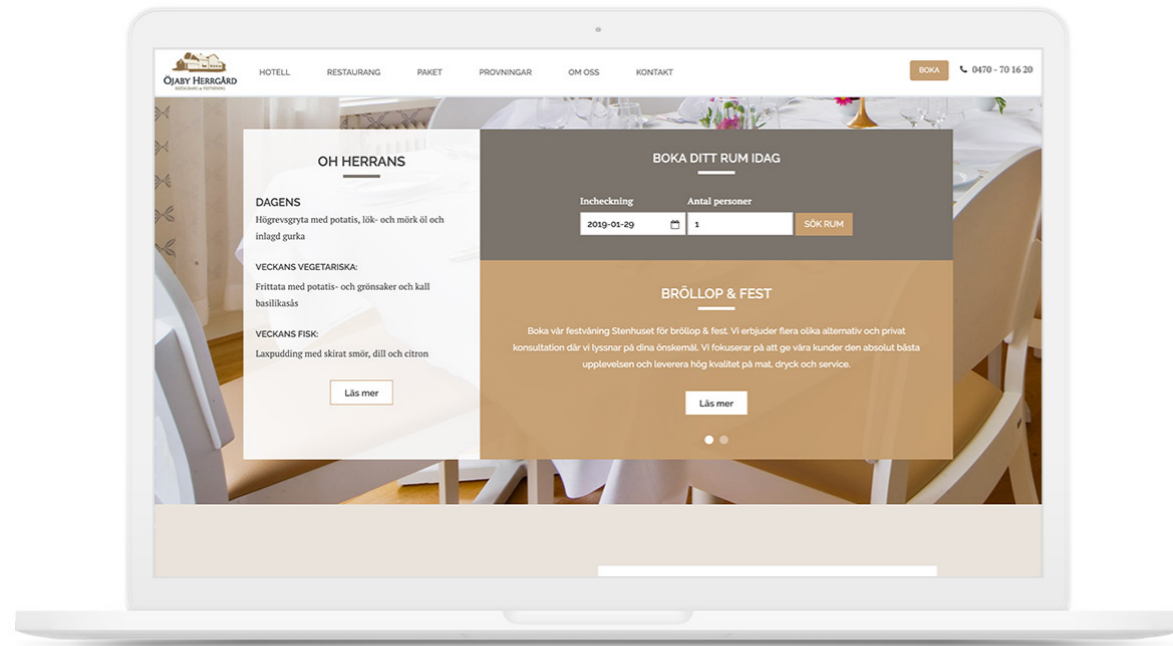 ÖJABY HERRGÅRD
HOTELL
RESTAURANG
PAKET
PROVNINGAR
OM OSS
KONTAKT
BOKA
0470 - 70 16 20
OH HERRANS
DAGENS
Högrevsgryta med potatis, lök- och mörk öl och
inlagd gurka
VECKANS VEGETARISKA:
Frittata med potatis- och grönsaker och kall
basilikasås
VECKANS FISK:
Laxpudding med skirat smör, dill och citron
Läs mer
BOKA DITT RUM IDAG
Incheckning
Antal personer
2019-01-29
1
SÖK RUM
BRÖLLOP & FEST
Boka vår festvåning Stenhuset för bröllop & fest. Vi erbjuder flera olika alternativ och privat
konsultation där vi lyssnar på dina önskemål. Vi fokuserar på att ge våra kunder den absolut bästa
upplevelsen och leverera hög kvalitet på mat, dryck och service.
Läs mer